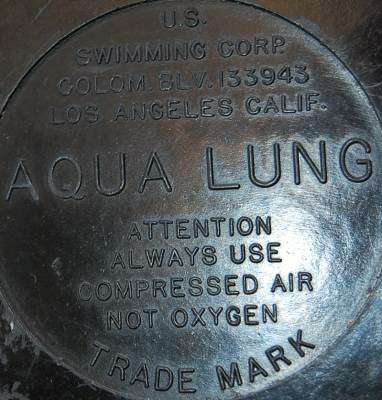 U.S.
SWIMMING CORP.
COLOM. BLV. 133943
LOS ANGELES CALIF.
AQUA LUNG
ATTENTION
ALWAYS USE
COMPRESSED AIR
NOT OXYGEN
TRADE MARK